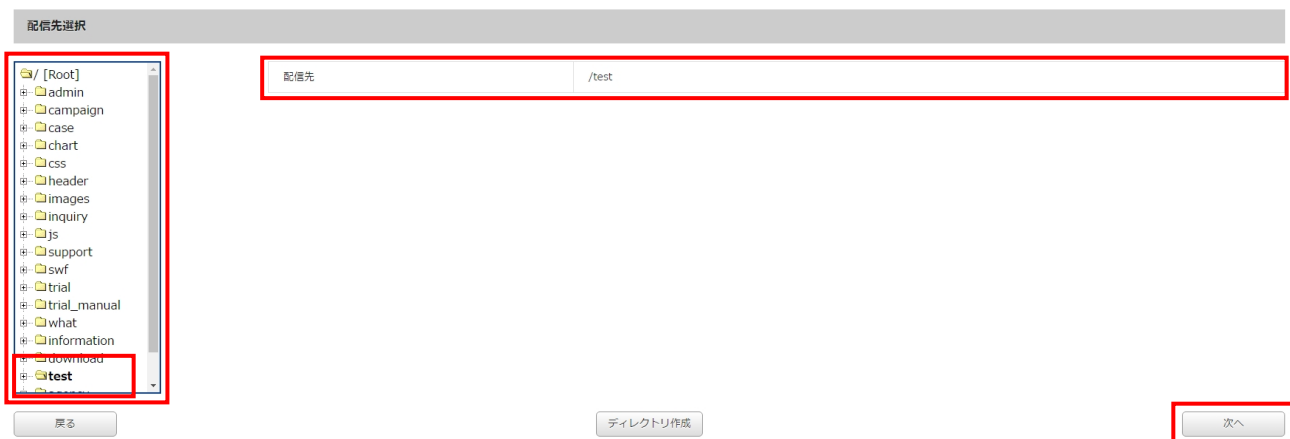 配信先選択
/ [Root]
admin
campaign
case
chart
css
header
images
inquiry
js
support
swf
trial
trial_manual
what
information
download
test
配信先 /test
戻る
ディレクトリ作成
次へ